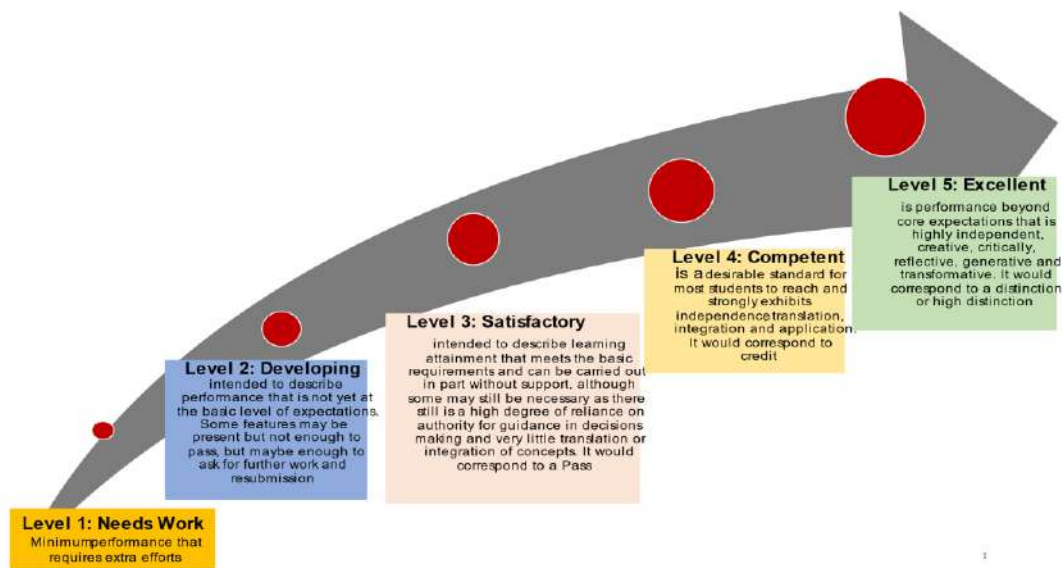 Level 1: Needs Work
Minimumperformance that
requires extra efforts
Level 2: Developing
intended to describe
performance that is not yet at
the basic level of expectations.
Some features may be
present but not enough to
pass, but maybe enough to
ask for further work and
resubmission
Level 3: Satisfactory
intended to describe learning
attainment that meets the basic
requirements and can be carried out
in part without support, although
some may still be necessary as there
still is a high degree of reliance on
authority for guidance in decisions
making and very little translation or
integration of concepts. It would
correspond to a Pass
Level 4: Competent
is a desirable standard for
most students to reach and
strongly exhibits
independence translation,
integration and application.
It would correspond to
credit
Level 5: Excellent
is performance beyond
core expectations that is
highly independent,
creative, critically,
reflective, generative and
transformative. It would
correspond to a distinction
or high distinction